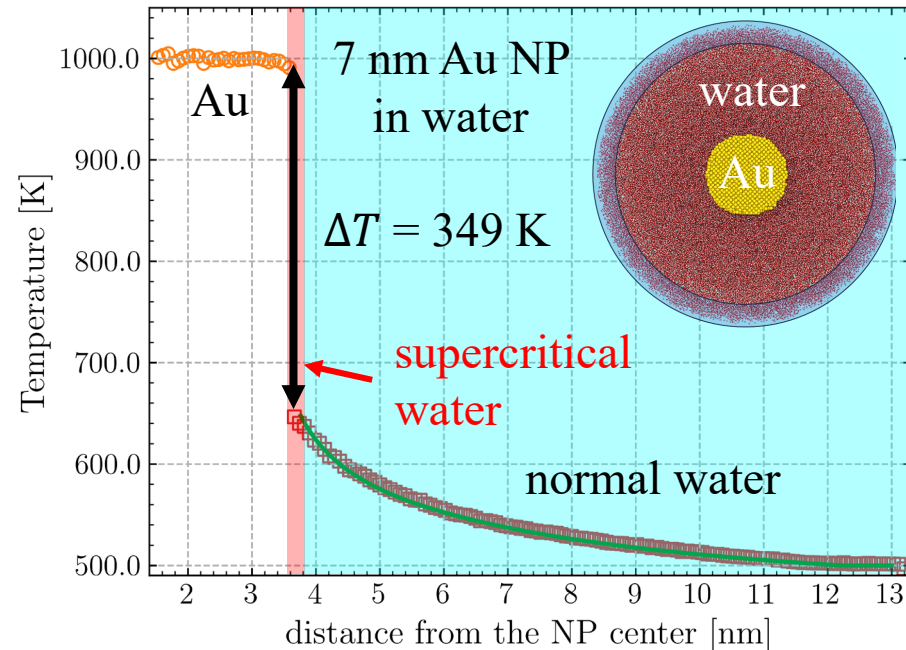 1000.0
900.0
800.0
700.0
600.0
500.0
Temperature [K]
Au
7 nm Au NP
in water
water
Au
ΔT = 349 K
supercritical
water
normal water
2 3 4 5 6 7 8 9 10 11 12 13
distance from the NP center [nm]